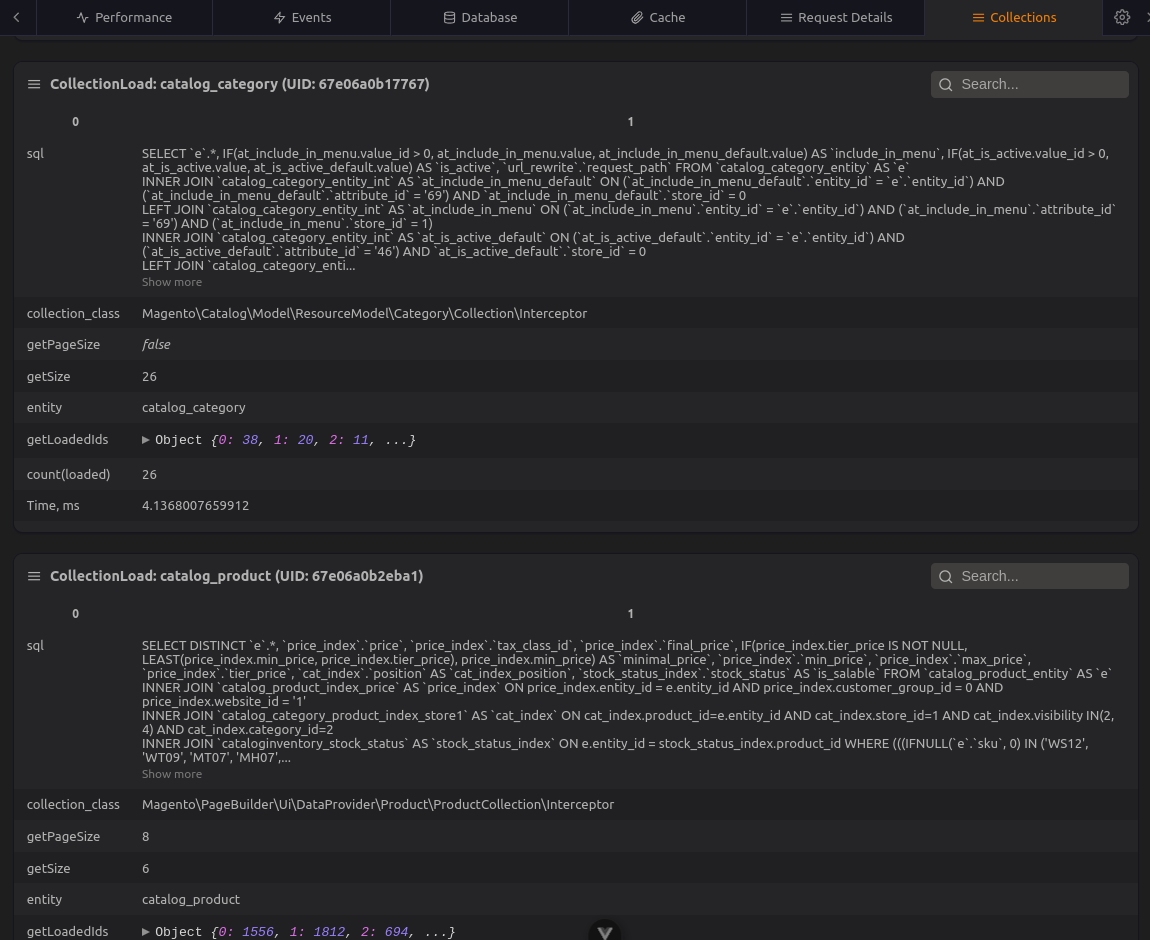 Performance
Events
Database
Cache
Request Details
Collections
CollectionLoad: catalog_category (UID: 67e06a0b17767)
Search...
0 1
sql
SELECT `e`.*, IF(at_include_in_menu.value_id > 0, at_include_in_menu.value, at_include_in_menu_default.value) AS `include_in_menu`, IF(at_is_active.value_id > 0,
at_is_active.value, at_is_active_default.value) AS `is_active`, `url_rewrite`.`request_path` FROM `catalog_category_entity` AS `e`
INNER JOIN `catalog_category_entity_int` AS `at_include_in_menu_default` ON (`at_include_in_menu_default`.`entity_id` = `e`.`entity_id`) AND
(`at_include_in_menu_default`.`attribute_id` = '69') AND `at_include_in_menu_default`.`store_id` = 0
LEFT JOIN `catalog_category_entity_int` AS `at_include_in_menu` ON (`at_include_in_menu`.`entity_id` = `e`.`entity_id`) AND (`at_include_in_menu`.`attribute_id`
= '69') AND (`at_include_in_menu`.`store_id` = 1)
INNER JOIN `catalog_category_entity_int` AS `at_is_active_default` ON (`at_is_active_default`.`entity_id` = `e`.`entity_id`) AND
(`at_is_active_default`.`attribute_id` = '46') AND `at_is_active_default`.`store_id` = 0
LEFT JOIN `catalog_category_enti...
Show more
collection_class Magento\Catalog\Model\ResourceModel\Category\Collection\Interceptor
getPageSize false
getSize 26
entity catalog_category
getLoadedIds Object {0: 38, 1: 20, 2: 11, ...}
count(loaded) 26
Time, ms 4.1368007659912
CollectionLoad: catalog_product (UID: 67e06a0b2eba1)
Search...
0 1
sql
SELECT DISTINCT `e`.*, `price_index`.`price`, `price_index`.`tax_class_id`, `price_index`.`final_price`, IF(price_index.tier_price IS NOT NULL,
LEAST(price_index.min_price, price_index.tier_price), price_index.min_price) AS `minimal_price`, `price_index`.`min_price`, `price_index`.`max_price`,
`price_index`.`tier_price`, `cat_index`.`position` AS `cat_index_position`, `stock_status_index`.`stock_status` AS `is_salable` FROM `catalog_product_entity` AS `e`
INNER JOIN `catalog_product_index_price` AS `price_index` ON price_index.entity_id = e.entity_id AND price_index.customer_group_id = 0 AND
price_index.website_id = '1'
INNER JOIN `catalog_category_product_index_store1` AS `cat_index` ON cat_index.product_id=e.entity_id AND cat_index.store_id=1 AND cat_index.visibility IN(2,
4) AND cat_index.category_id=2
INNER JOIN `cataloginventory_stock_status` AS `stock_status_index` ON e.entity_id = stock_status_index.product_id WHERE (((IFNULL(`e`.`sku`, 0) IN ('WS12',
'WT09', 'MT07', 'MH07',...
Show more
collection_class Magento\PageBuilder\Ui\DataProvider\Product\ProductCollection\Interceptor
getPageSize 8
getSize 6
entity catalog_product
getLoadedIds Object {0: 1556, 1: 1812, 2: 694, ...}